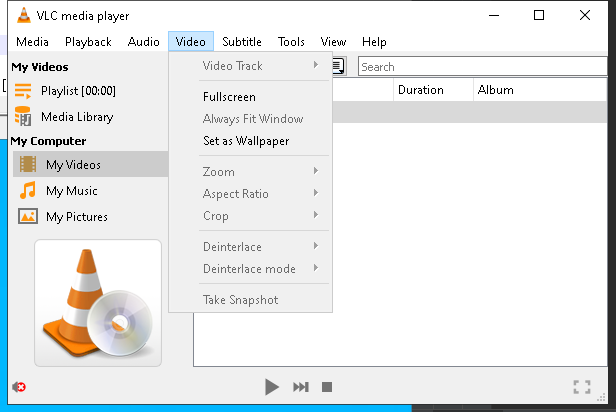 VLC media player
Media Playback Audio Video Subtitle Tools View Help
My Videos
Playlist [00:00]
Media Library
My Computer
My Videos
My Music
My Pictures
Video Track
Fullscreen
Always Fit Window
Set as Wallpaper
Zoom
Aspect Ratio
Crop
Deinterlace
Deinterlace mode
Take Snapshot
Search
Duration Album